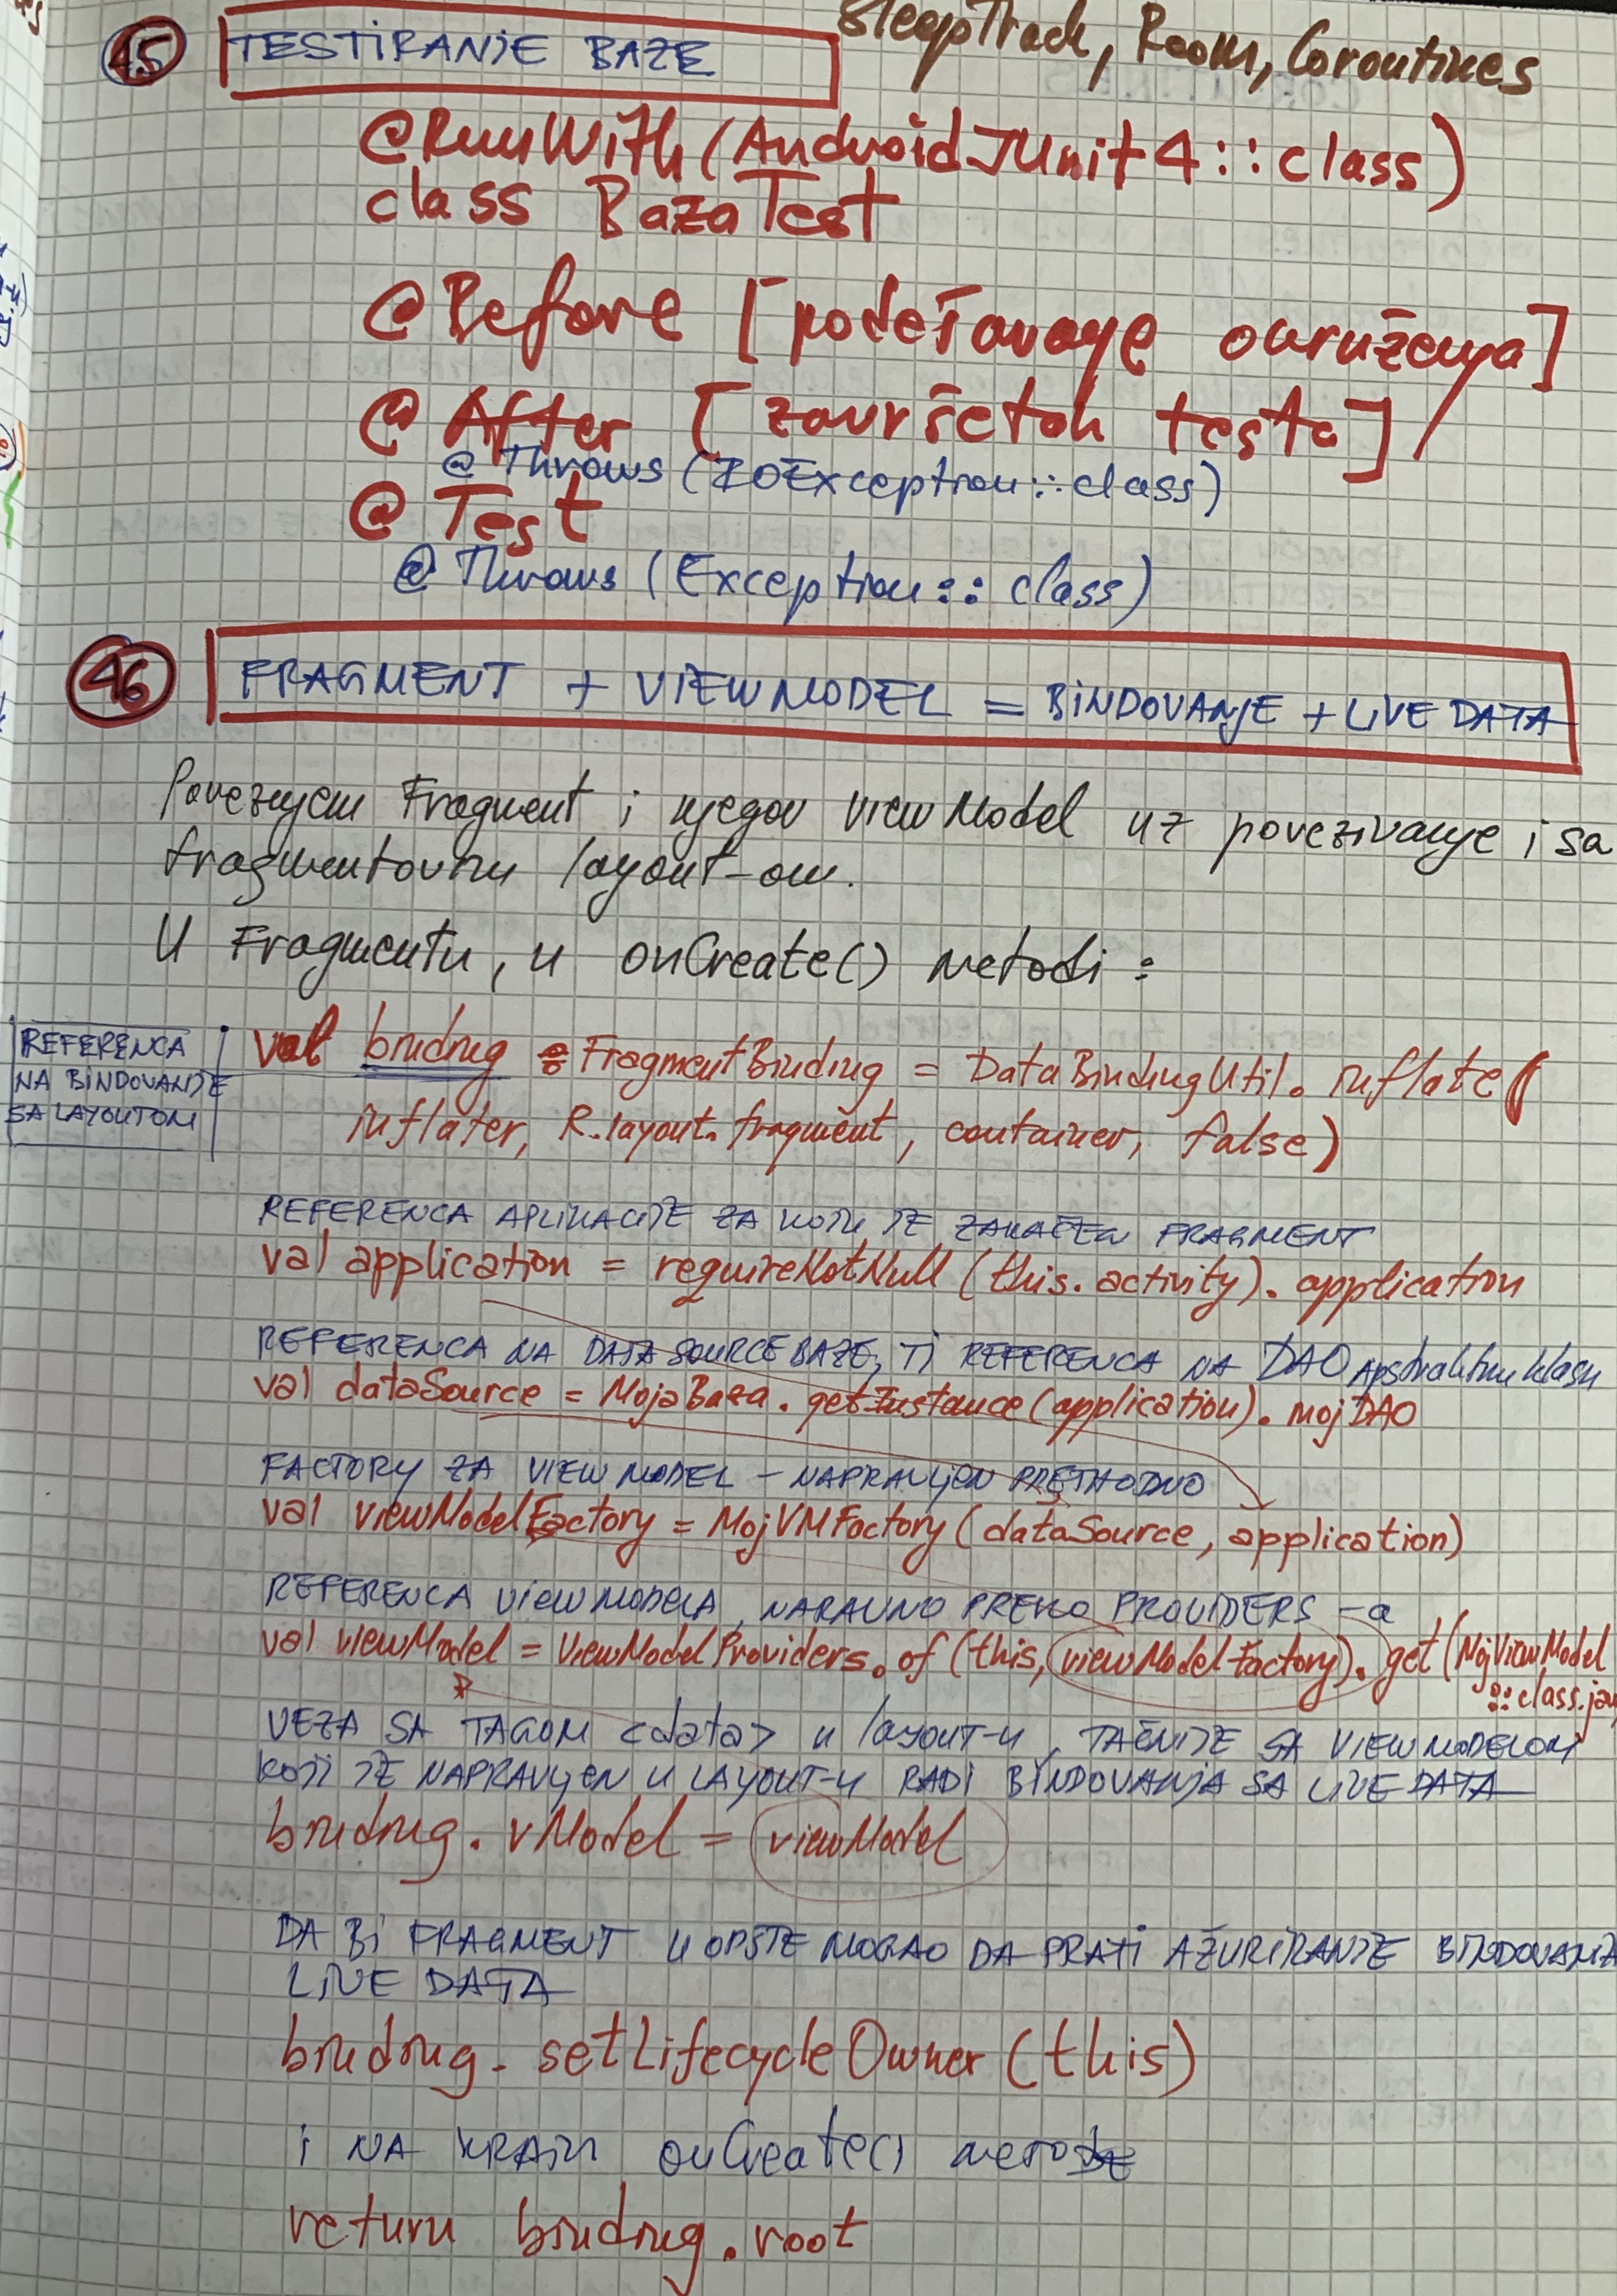 SleepTrack, Room, Coroutines
45 TESTIRANJE BAZE
@RunWith(AndroidJUnit4::class)
class BazaTest
@Before [podešavanje okruženja]
@After [završetak testa] /
@Throws (IOException::class)
@Test
@Throws (Exception::class)
46 FRAGMENT + VIEWMODEL = BINDOVANJE + LIVE DATA
Povezujem Fragment i njegov ViewModel uz povezivanje i sa
fragmentovim layout-om.
U Fragmentu, u onCreate() metodi:
REFERENCA
NA BINDOVANJE
SA LAYOUTOM
val binding : FragmentBinding = DataBindingUtil.inflate(
inflater, R.layout.fragment, container, false)
REFERENCA APLIKACIJE ZA KOJU JE ZAKAČEN FRAGMENT
val application = requireNotNull (this.activity).application
REFERENCA NA DATA SOURCE BAZE, TJ REFERENCA NA DAO apstraktnu klasu
val dataSource = MojaBaza.getInstance(application).mojDAO
FACTORY ZA VIEW MODEL - NAPRAVLJEN PRETHODNO
val viewModelFactory = MojVMFactory(dataSource, application)
REFERENCA VIEWMODELA, NARAVNO PREKO PROVIDERS-a
val viewModel = ViewModelProviders.of(this, viewModelFactory).get(MojViewModel
::class.jav
VEZA SA TAGOM <data> u layout-u, TAČNIJE SA VIEWMODELOM
KOJI JE NAPRAVLJEN U LAYOUT-U RADI BINDOVANJA SA LIVE DATA
binding.vModel = viewModel
DA BI FRAGMENT UOPŠTE MOGAO DA PRATI AŽURIRANJE BINDOVANJA
LIVE DATA
binding.setLifecycleOwner(this)
i NA KRAJU onCreate() METODE
return binding.root